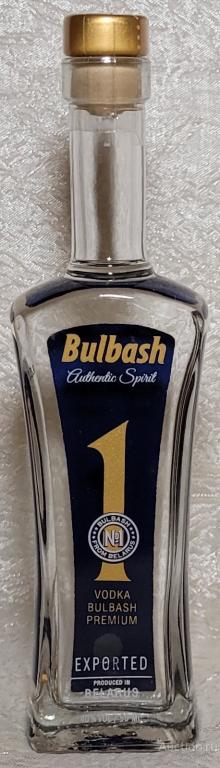 Bulbash
Authentic Spirit
1
BULBASH
№1
FROM BELARUS
VODKA
BULBASH
PREMIUM
EXPORTED
PRODUCED IN
BELARUS